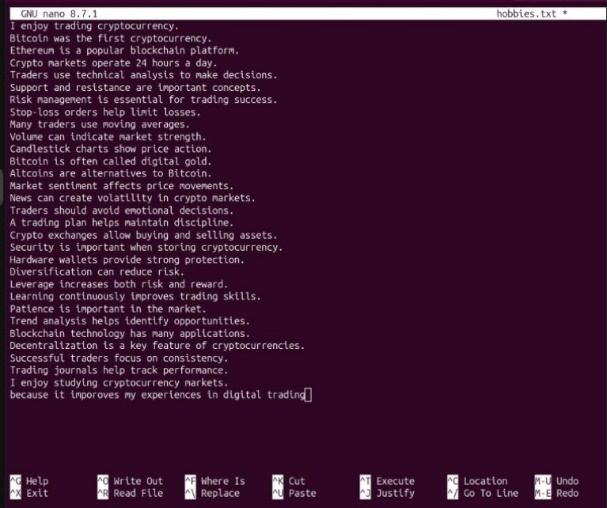 GNU nano 8.7.1 hobbies.txt *
I enjoy trading cryptocurrency.
Bitcoin was the first cryptocurrency.
Ethereum is a popular blockchain platform.
Crypto markets operate 24 hours a day.
Traders use technical analysis to make decisions.
Support and resistance are important concepts.
Risk management is essential for trading success.
Stop-loss orders help limit losses.
Many traders use moving averages.
Volume can indicate market strength.
Candlestick charts show price action.
Bitcoin is often called digital gold.
Altcoins are alternatives to Bitcoin.
Market sentiment affects price movements.
News can create volatility in crypto markets.
Traders should avoid emotional decisions.
A trading plan helps maintain discipline.
Crypto exchanges allow buying and selling assets.
Security is important when storing cryptocurrency.
Hardware wallets provide strong protection.
Diversification can reduce risk.
Leverage increases both risk and reward.
Learning continuously improves trading skills.
Patience is important in the market.
Trend analysis helps identify opportunities.
Blockchain technology has many applications.
Decentralization is a key feature of cryptocurrencies.
Successful traders focus on consistency.
Trading journals help track performance.
I enjoy studying cryptocurrency markets.
because it imporoves my experiences in digital trading
^G Help ^O Write Out ^F Where Is ^K Cut ^T Execute ^C Location M-U Undo
^X Exit ^R Read File ^\ Replace ^U Paste ^J Justify ^/ Go To Line M-E Redo